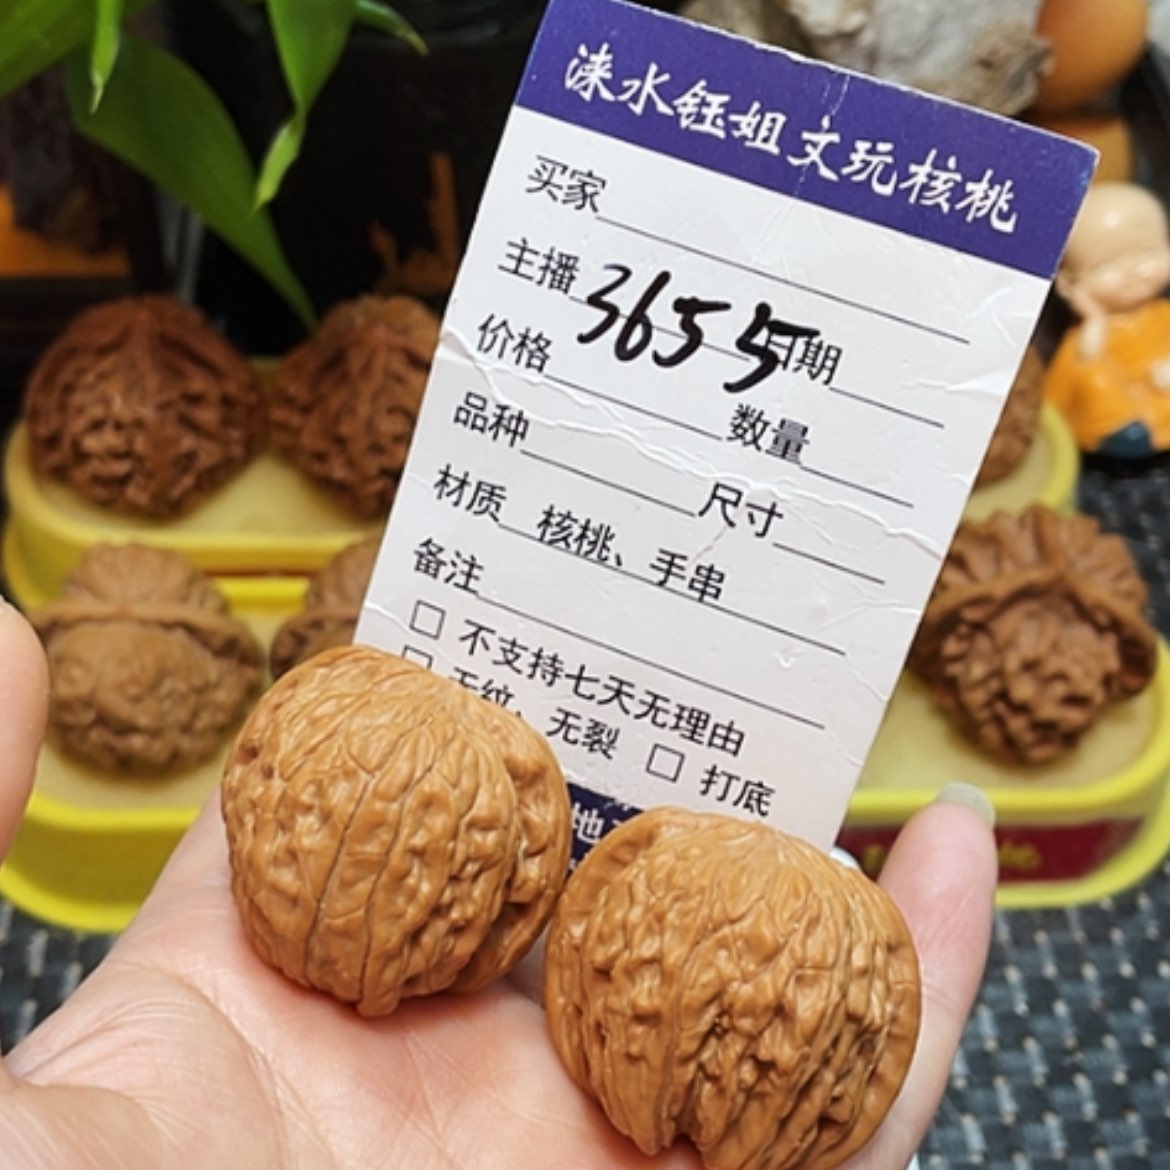 涞水钰姐文玩核桃
买家
主播 3655 日期
价格 数量
品种 尺寸
材质 核桃、手串
备注
□ 不支持七天无理由
□ 无纹、无裂 □ 打底
地